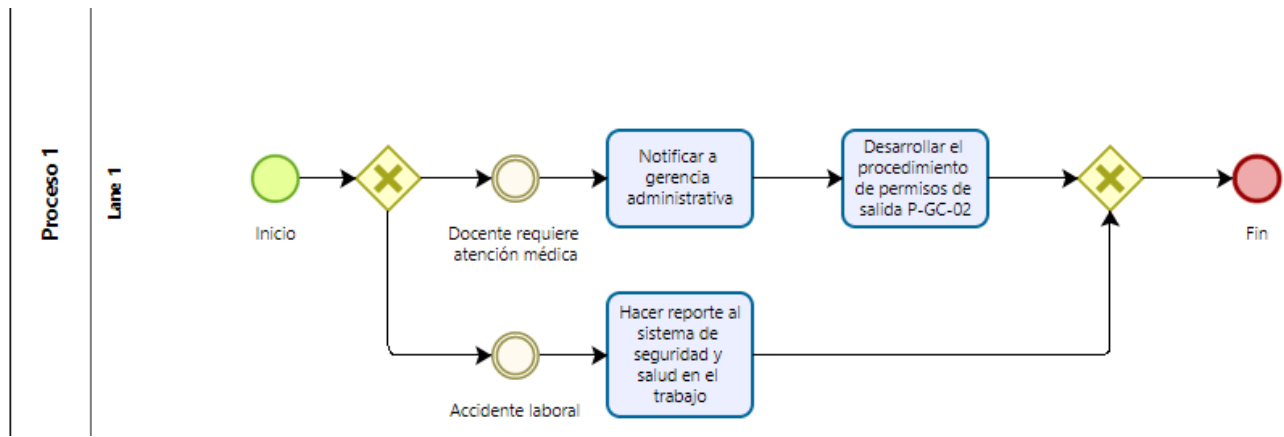 Proceso 1
Lane 1
Inicio
Docente requiere
atención médica
Notificar a
gerencia
administrativa
Desarrollar el
procedimiento
de permisos de
salida P-GC-02
Fin
Accidente laboral
Hacer reporte al
sistema de
seguridad y
salud en el
trabajo